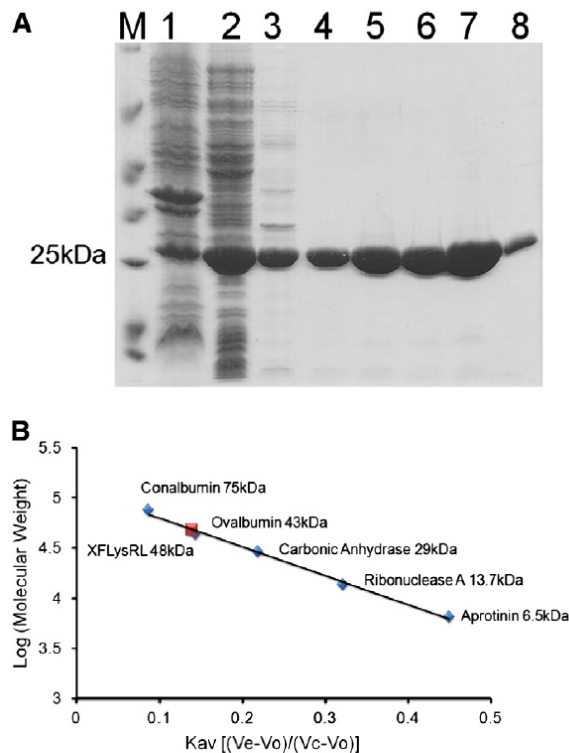 A
M 1 2 3 4 5 6 7 8
25kDa
B
5.5
5
4.5
4
3.5
3
Log (Molecular Weight)
Conalbumin 75kDa
Ovalbumin 43kDa
XFLysRL 48kDa
Carbonic Anhydrase 29kDa
Ribonuclease A 13.7kDa
Aprotinin 6.5kDa
0 0.1 0.2 0.3 0.4 0.5
Kav [(Ve-Vo)/(Vc-Vo)]